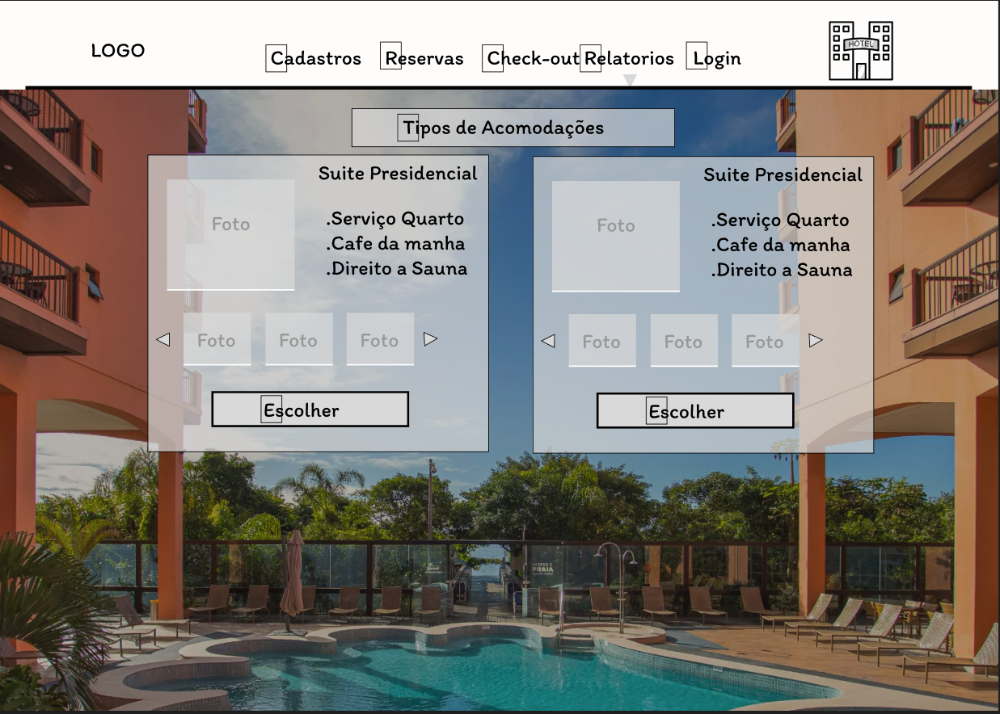 LOGO
Cadastros Reservas Check-out Relatorios Login
HOTEL
Tipos de Acomodações
Suite Presidencial
Foto
.Serviço Quarto
.Cafe da manha
.Direito a Sauna
Foto Foto Foto
Escolher
Suite Presidencial
Foto
.Serviço Quarto
.Cafe da manha
.Direito a Sauna
Foto Foto Foto
Escolher
ACESSO À
PRAIA